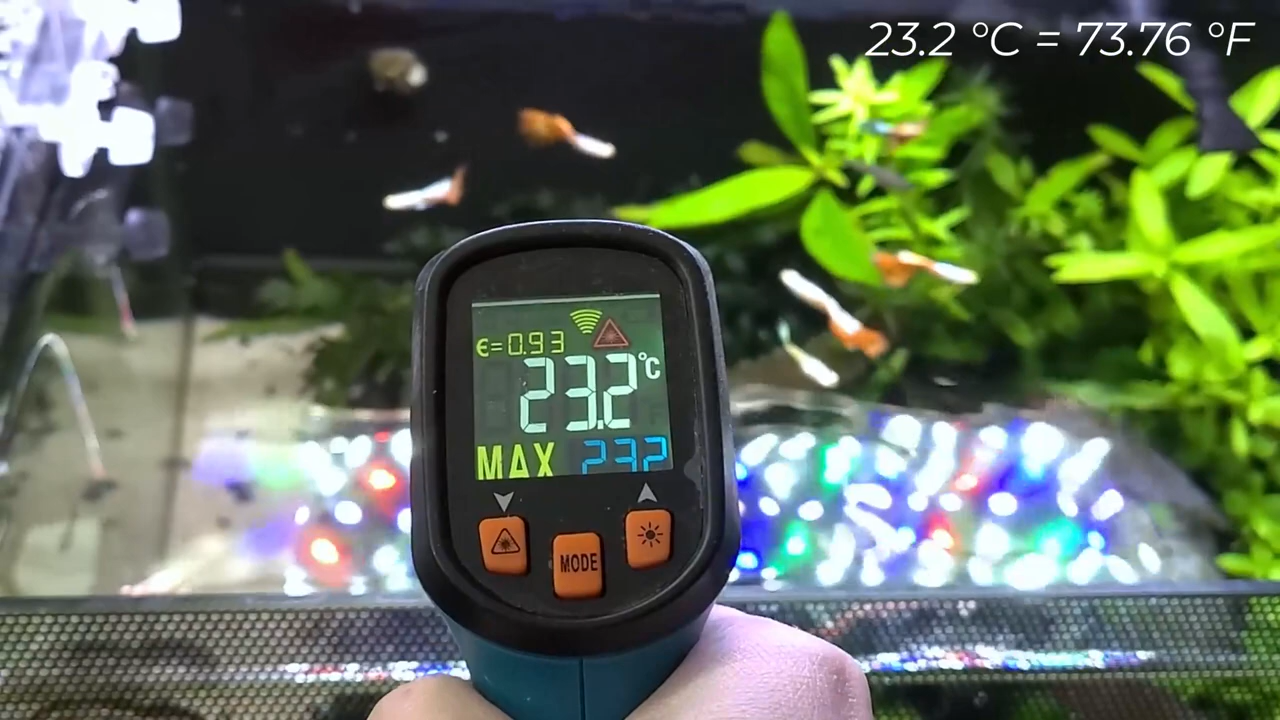 23.2 °C = 73.76 °F
ϵ=0.93
23.2°C
MAX 23.2
MODE